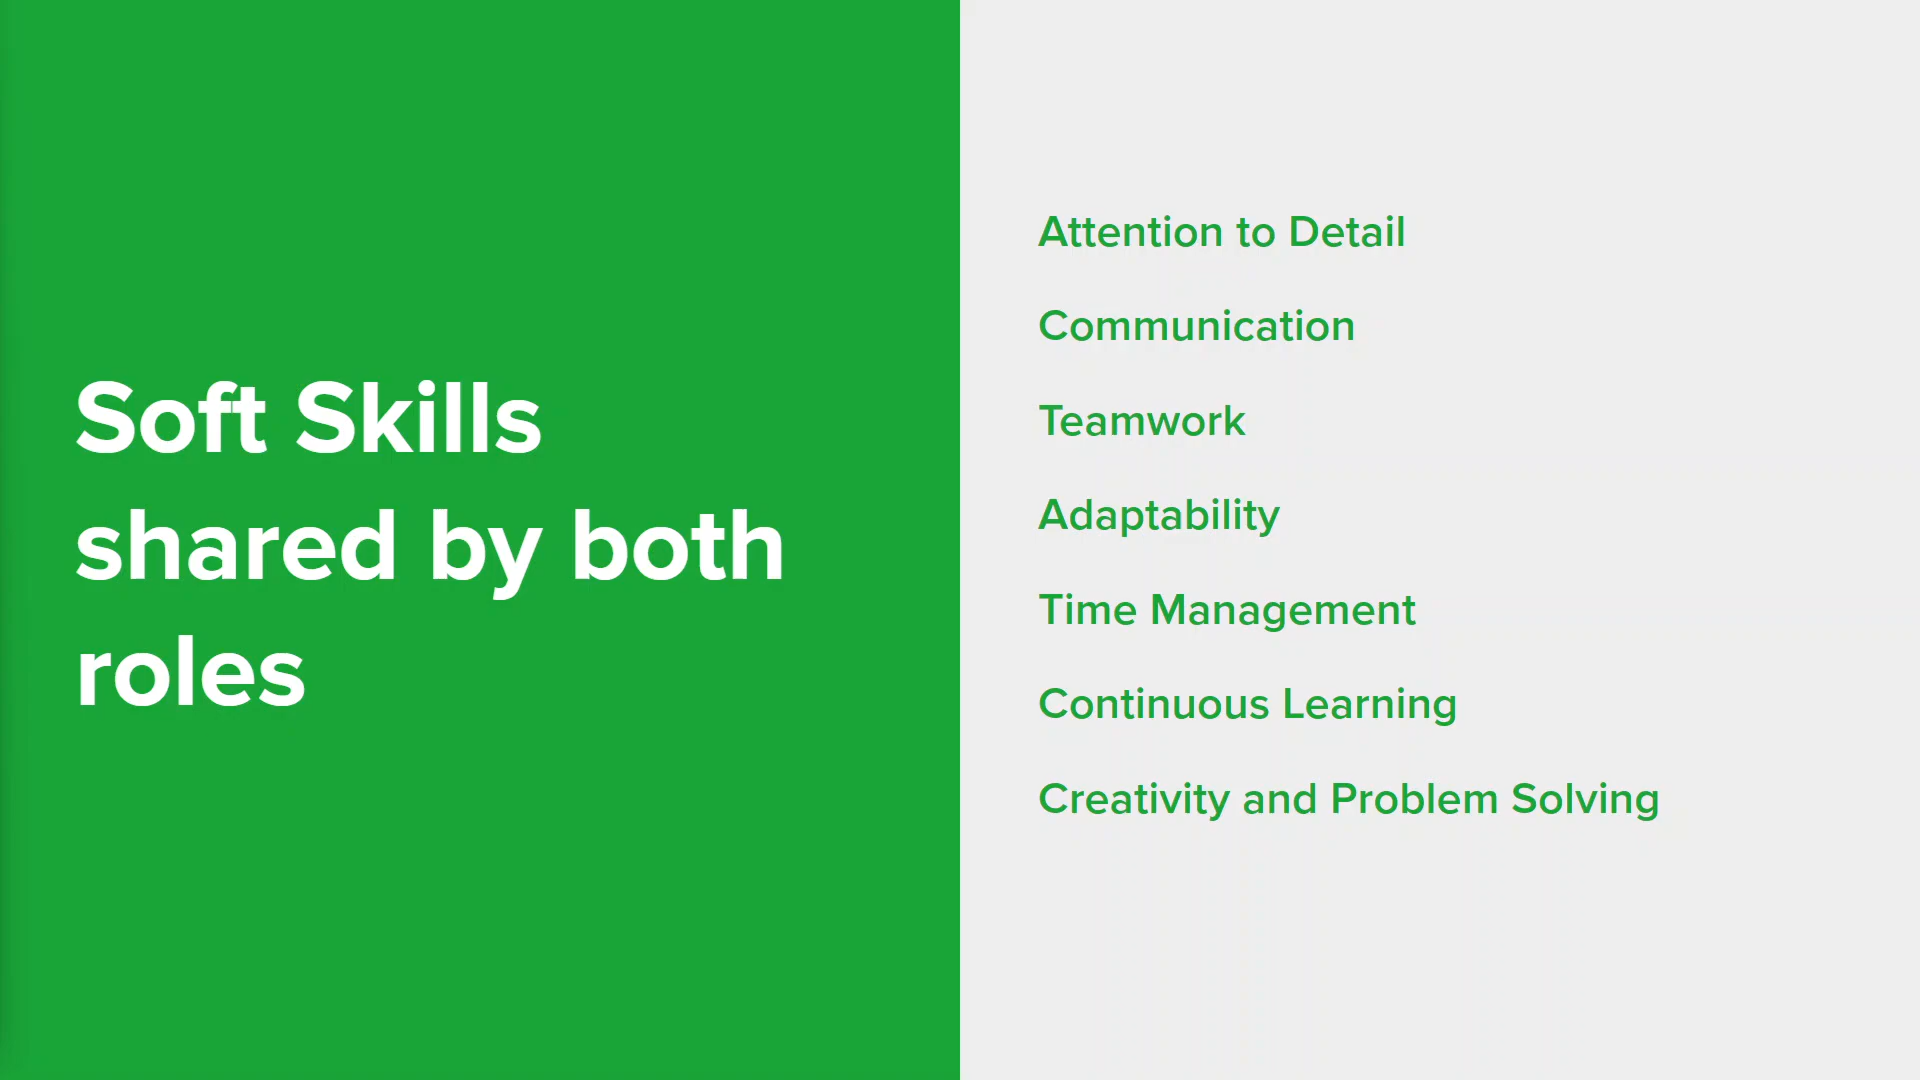 Soft Skills
shared by both
roles
Attention to Detail
Communication
Teamwork
Adaptability
Time Management
Continuous Learning
Creativity and Problem Solving